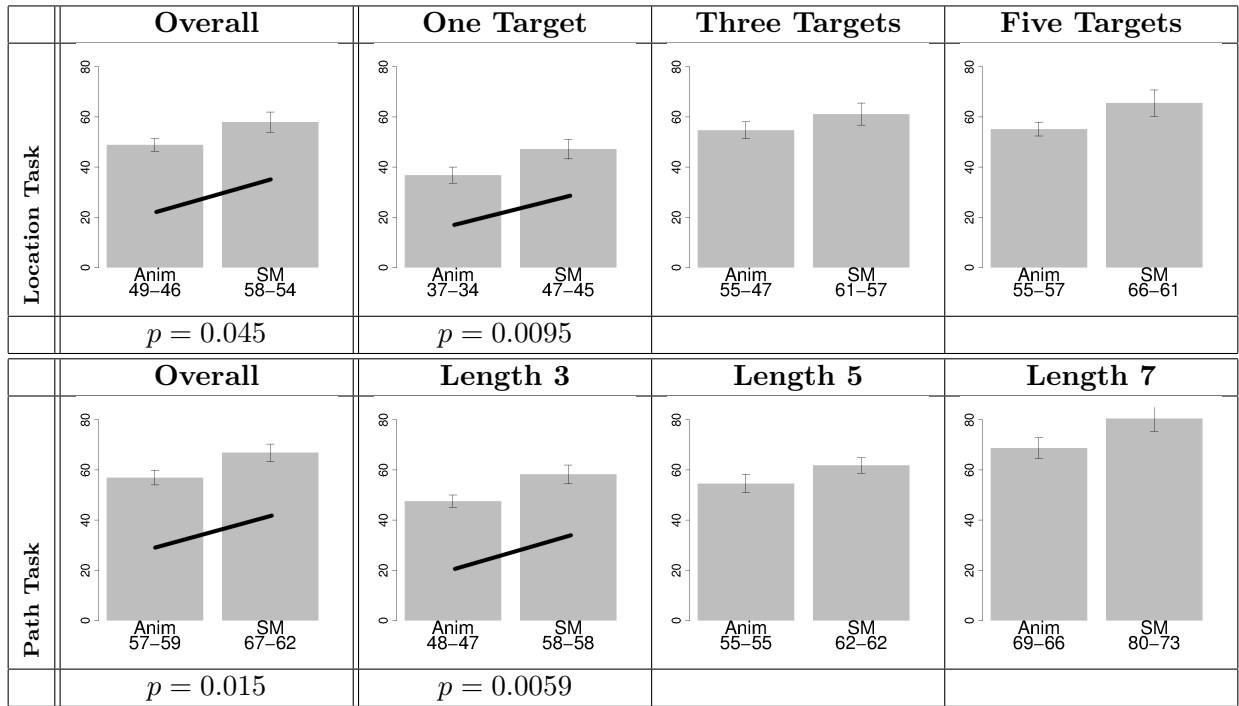 Overall One Target Three Targets Five Targets
Location Task
80 80 80 80
60 60 60 60
40 40 40 40
20 20 20 20
0 0 0 0
Anim SM Anim SM Anim SM Anim SM
49–46 58–54 37–34 47–45 55–47 61–57 55–57 66–61
p = 0.045 p = 0.0095
Overall Length 3 Length 5 Length 7
Path Task
80 80 80 80
60 60 60 60
40 40 40 40
20 20 20 20
0 0 0 0
Anim SM Anim SM Anim SM Anim SM
57–59 67–62 48–47 58–58 55–55 62–62 69–66 80–73
p = 0.015 p = 0.0059